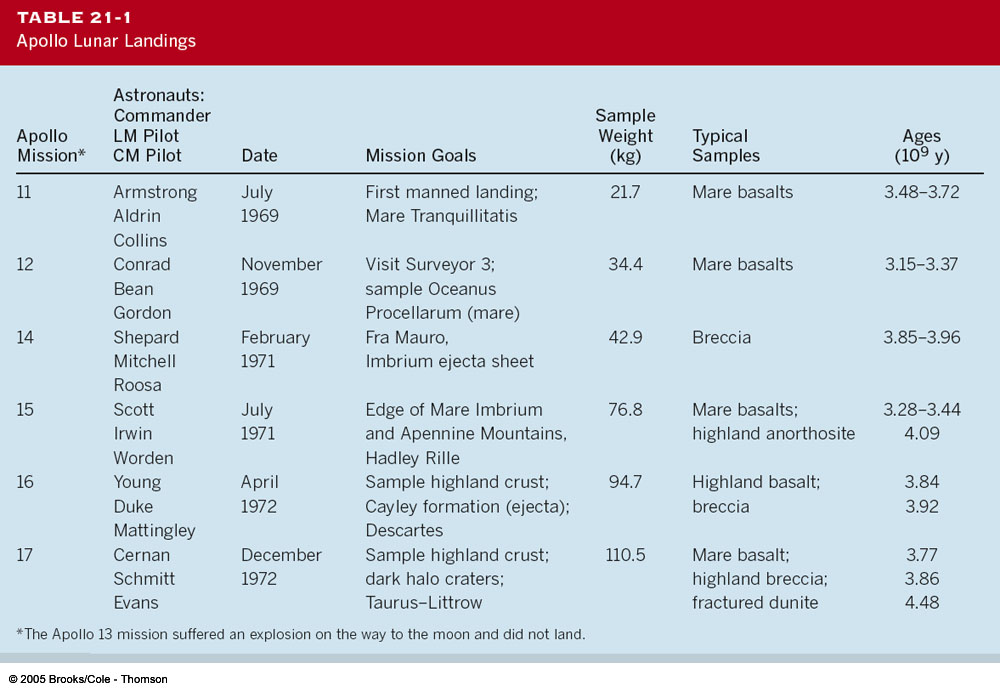 TABLE 21-1
Apollo Lunar Landings
Astronauts:
Commander Sample
Apollo LM Pilot Weight Typical Ages
Mission* CM Pilot Date Mission Goals (kg) Samples (10⁹ y)
11 Armstrong July First manned landing; 21.7 Mare basalts 3.48–3.72
Aldrin 1969 Mare Tranquillitatis
Collins
12 Conrad November Visit Surveyor 3; 34.4 Mare basalts 3.15–3.37
Bean 1969 sample Oceanus
Gordon Procellarum (mare)
14 Shepard February Fra Mauro, 42.9 Breccia 3.85–3.96
Mitchell 1971 Imbrium ejecta sheet
Roosa
15 Scott July Edge of Mare Imbrium 76.8 Mare basalts; 3.28–3.44
Irwin 1971 and Apennine Mountains, highland anorthosite 4.09
Worden Hadley Rille
16 Young April Sample highland crust; 94.7 Highland basalt; 3.84
Duke 1972 Cayley formation (ejecta); breccia 3.92
Mattingley Descartes
17 Cernan December Sample highland crust; 110.5 Mare basalt; 3.77
Schmitt 1972 dark halo craters; highland breccia; 3.86
Evans Taurus–Littrow fractured dunite 4.48
*The Apollo 13 mission suffered an explosion on the way to the moon and did not land.
© 2005 Brooks/Cole - Thomson